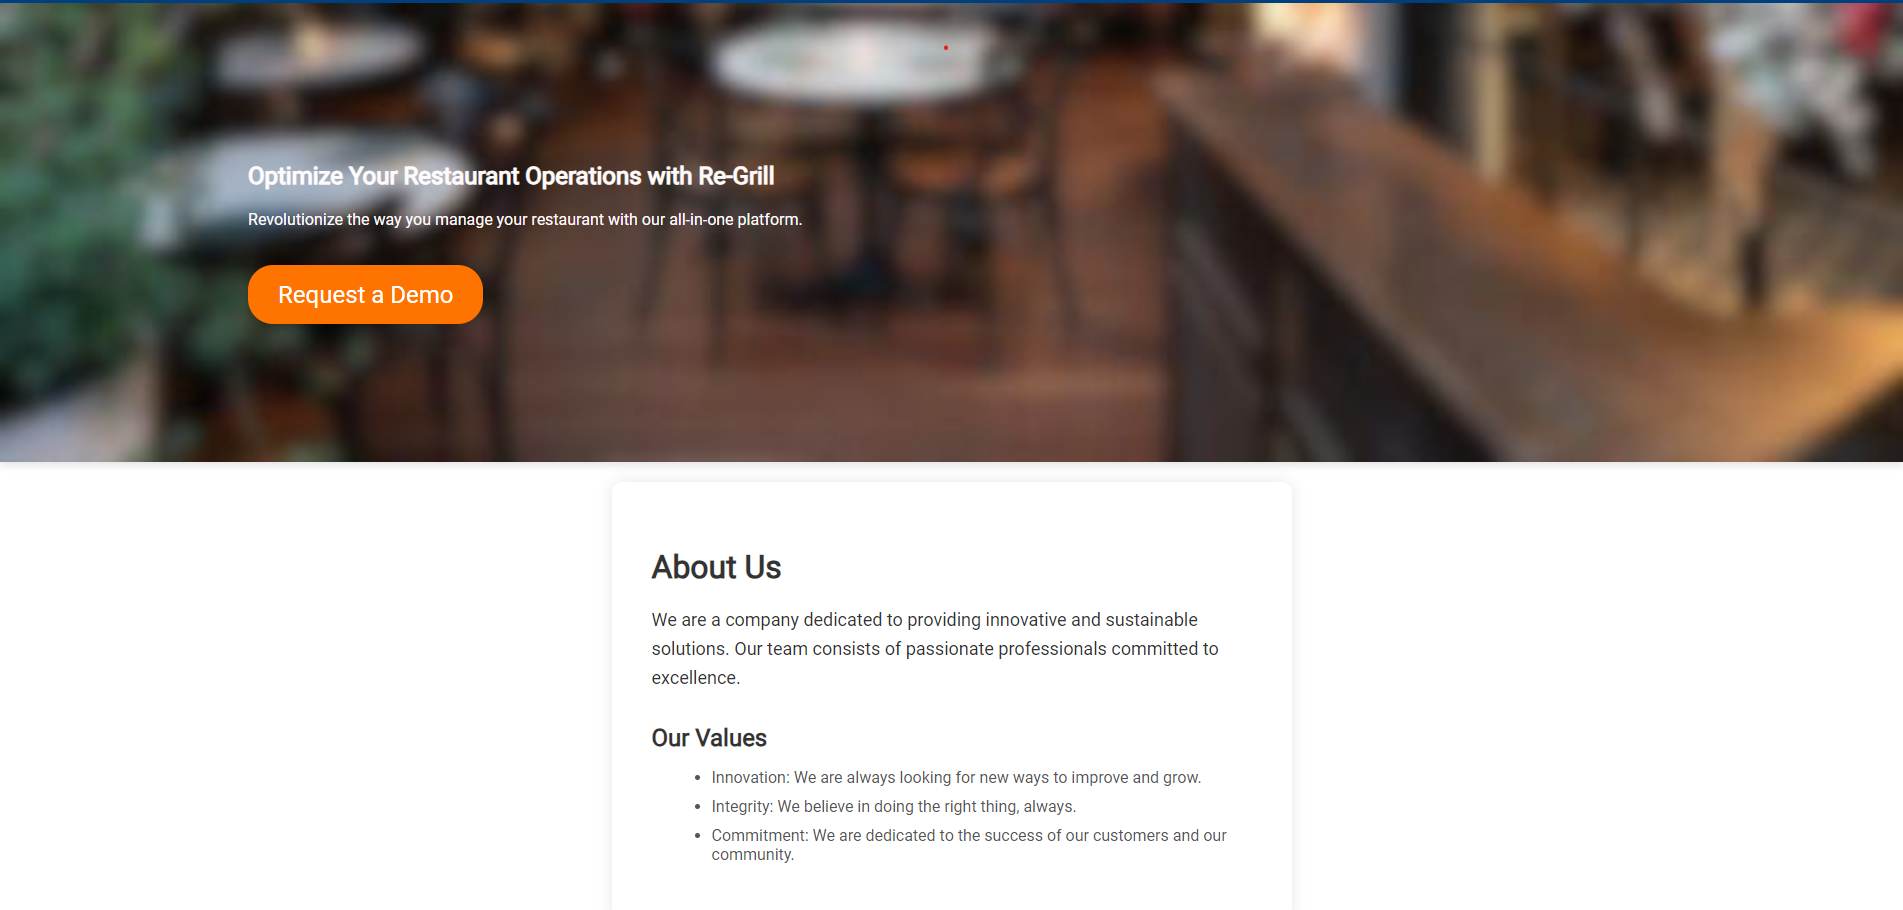 Optimize Your Restaurant Operations with Re-Grill
Revolutionize the way you manage your restaurant with our all-in-one platform.
Request a Demo
About Us
We are a company dedicated to providing innovative and sustainable
solutions. Our team consists of passionate professionals committed to
excellence.
Our Values
Innovation: We are always looking for new ways to improve and grow.
Integrity: We believe in doing the right thing, always.
Commitment: We are dedicated to the success of our customers and our
community.